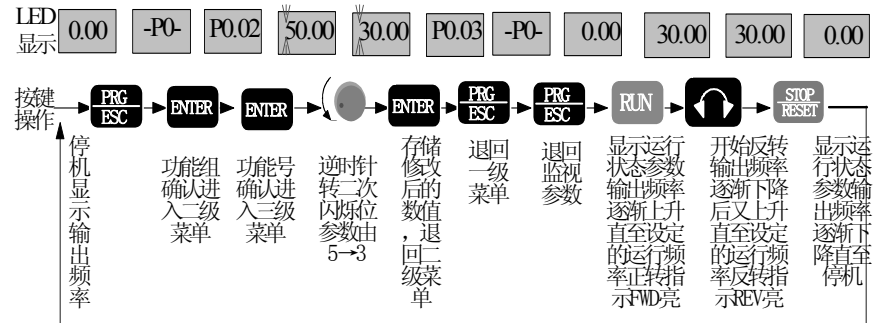 LED
显示
0.00
-P0-
P0.02
50.00
30.00
P0.03
-P0-
0.00
30.00
30.00
0.00
按键
操作
PRG
ESC
ENTER
ENTER
ENTER
PRG
ESC
PRG
ESC
RUN
STOP
RESET
停
机
显
示
输
出
频
率
功能组
确认进
入二级
菜单
功能号
确认进
入三级
菜单
逆时针
转二次
闪烁位
参数由
5→3
存储
修改
后的
数值
，退
回二
级菜
单
退回
一级
菜单
退回
监视
参数
显示运行
状态参数
输出频率
逐渐上升
直至设定
的运行频
率正转指
示FWD亮
开始反转
输出频率
逐渐下降
后又上升
直至设定
的运行频
率反转指
示REV亮
显示运
行状态
参数输
出频率
逐渐下
降直至
停机